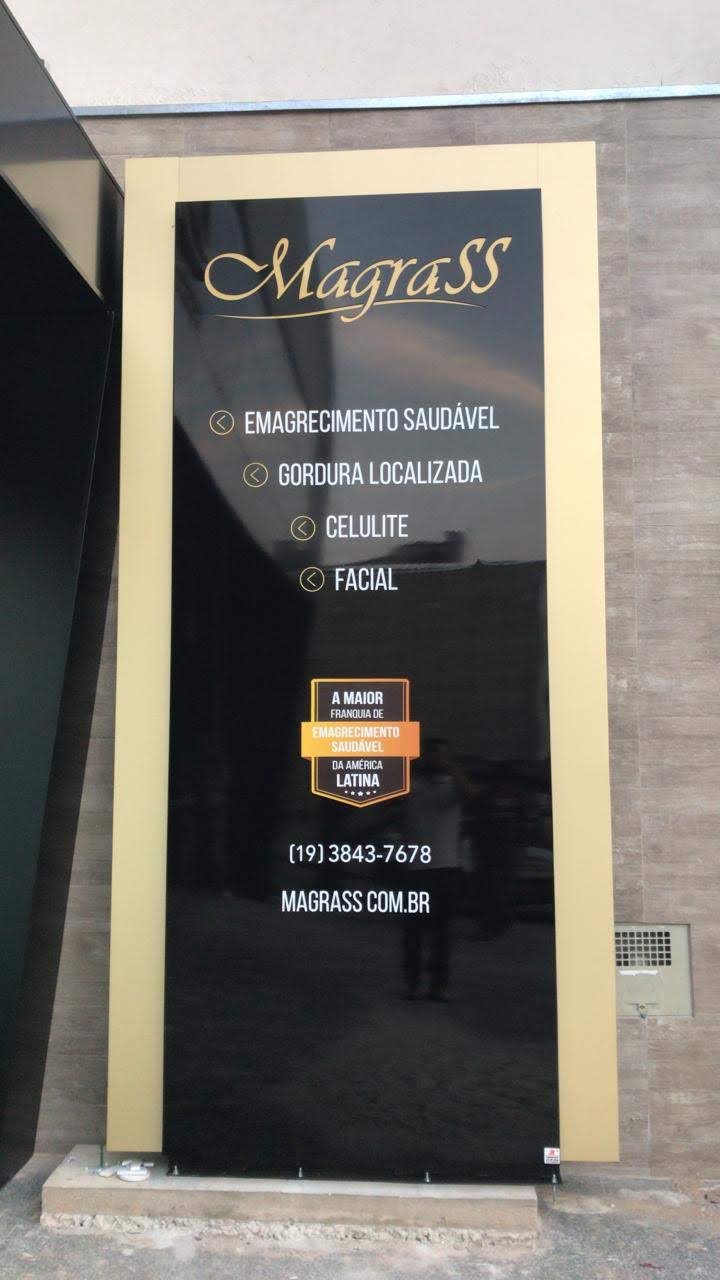 MagraSS
EMAGRECIMENTO SAUDÁVEL
GORDURA LOCALIZADA
CELULITE
FACIAL
A MAIOR
FRANQUIA DE
EMAGRECIMENTO
SAUDÁVEL
DA AMÉRICA
LATINA
(19) 3843-7678
MAGRASS COM.BR